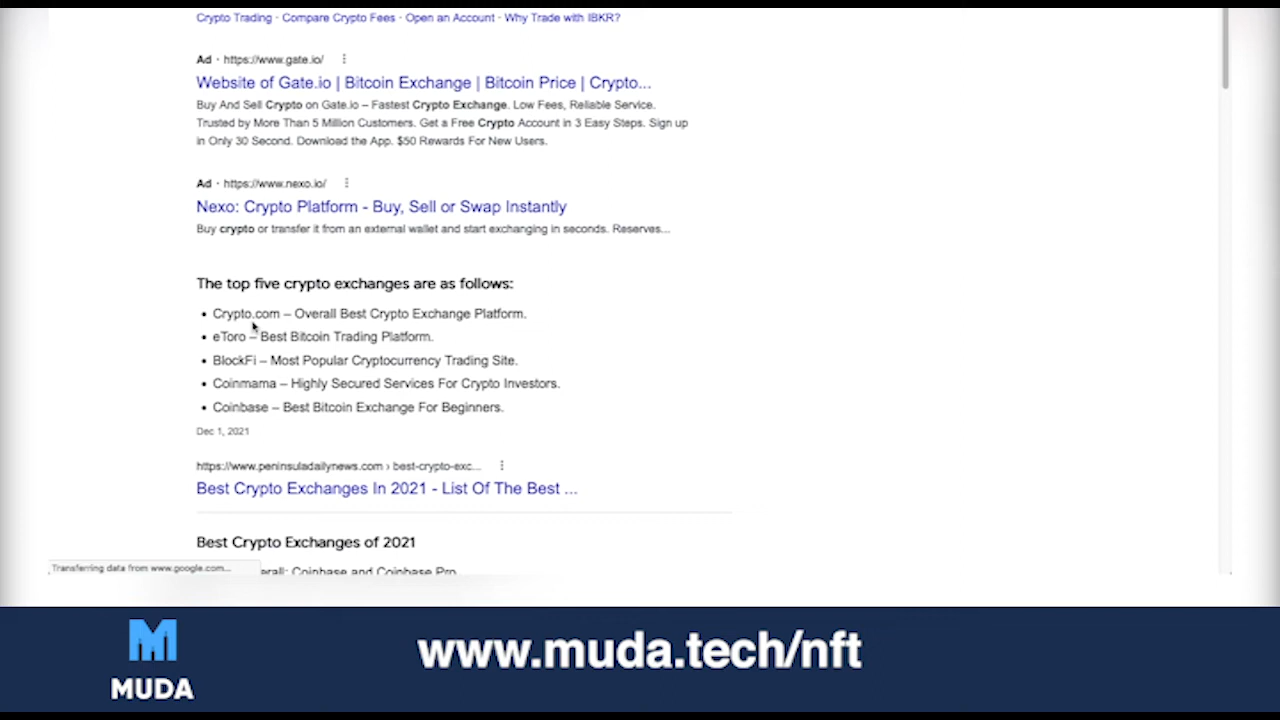 Crypto Trading · Compare Crypto Fees · Open an Account · Why Trade with IBKR?
Ad · https://www.gate.io/
Website of Gate.io | Bitcoin Exchange | Bitcoin Price | Crypto...
Buy And Sell Crypto on Gate.io – Fastest Crypto Exchange. Low Fees, Reliable Service.
Trusted by More Than 5 Million Customers. Get a Free Crypto Account in 3 Easy Steps. Sign up
in Only 30 Second. Download the App. $50 Rewards For New Users.
Ad · https://www.nexo.io/
Nexo: Crypto Platform - Buy, Sell or Swap Instantly
Buy crypto or transfer it from an external wallet and start exchanging in seconds. Reserves...
The top five crypto exchanges are as follows:
• Crypto.com – Overall Best Crypto Exchange Platform.
• eToro – Best Bitcoin Trading Platform.
• BlockFi – Most Popular Cryptocurrency Trading Site.
• Coinmama – Highly Secured Services For Crypto Investors.
• Coinbase – Best Bitcoin Exchange For Beginners.
Dec 1, 2021
https://www.peninsuladailynews.com › best-crypto-exc...
Best Crypto Exchanges In 2021 - List Of The Best ...
Best Crypto Exchanges of 2021
Coinbase and Coinbase Pro
Transferring data from www.google.com...
MUDA
www.muda.tech/nft